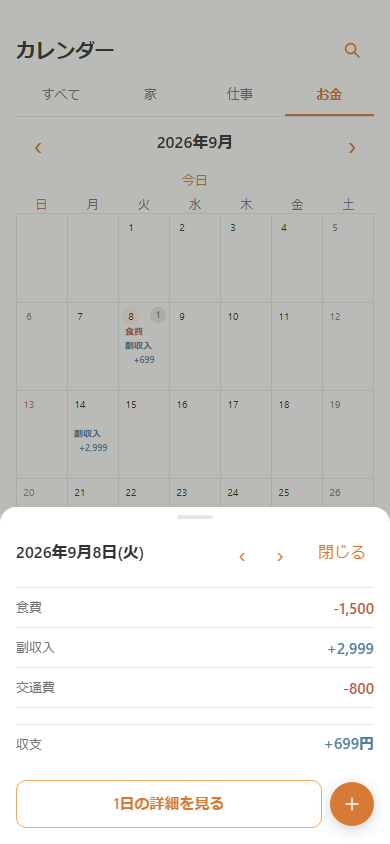 カレンダー
すべて 家 仕事 お金
‹ 2026年9月 ›
今日
日 月 火 水 木 金 土
1 2 3 4 5
6 7 8 1 9 10 11 12
食費
副収入
+699
13 14 15 16 17 18 19
副収入
+2,999
20 21 22 23 24 25 26
2026年9月8日(火) ‹ › 閉じる
食費 -1,500
副収入 +2,999
交通費 -800
収支 +699円
1日の詳細を見る +